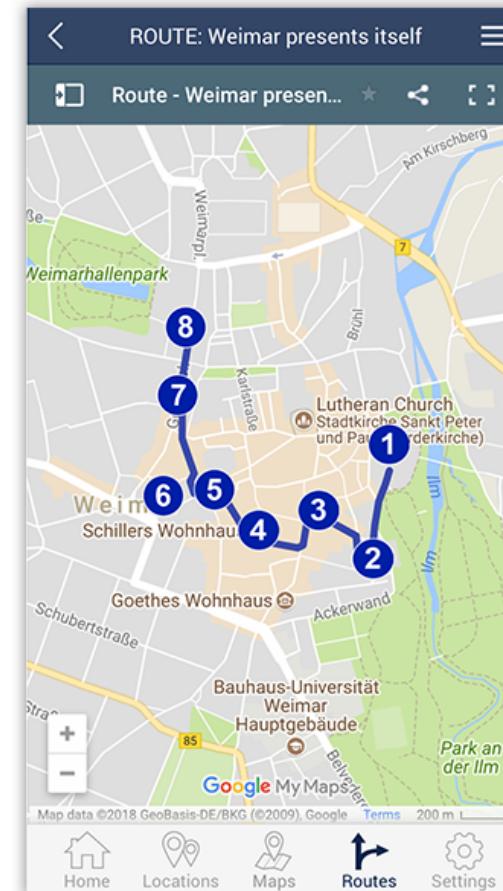 ROUTE: Weimar presents itself
Route - Weimar presen...
Am Kirschberg
Weimarpl.
ße
7
Weimarhallenpark
8
Brühl
7
Karlstraße
Lutheran Church
Stadtkirche Sankt Peter
und Pau derkirche)
1
Ilm
5
6
Weim
3
4
Schillers Wohnhau
2
Ilm
Goethes Wohnhaus
Ackerwand
Schubertstraße
Bauhaus-Universität
Weimar
Hauptgebäude
+
85
Park an
der Ilm
−
Google My Maps
Map data ©2018 GeoBasis-DE/BKG (©2009), Google Terms 200 m
Home Locations Maps Routes Settings